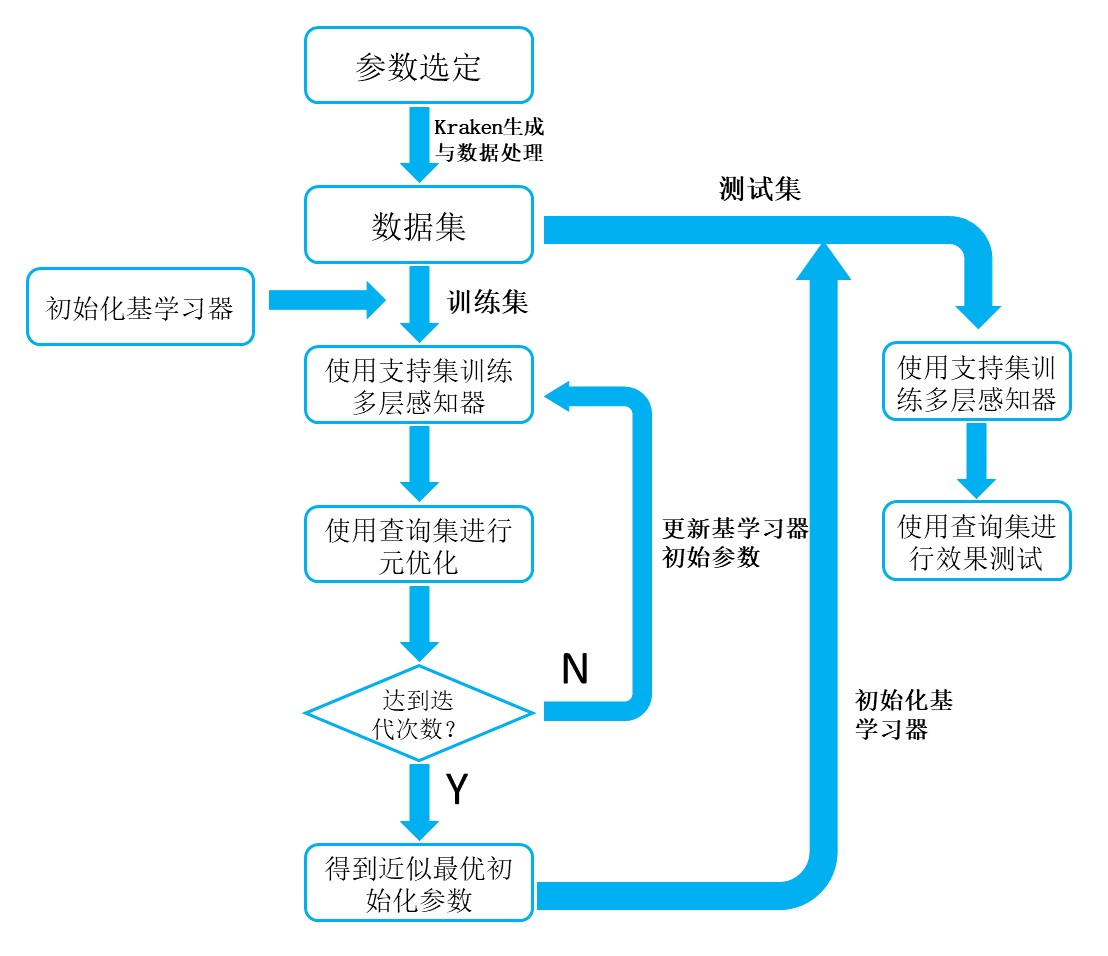 参数选定
Kraken生成
与数据处理
数据集
测试集
初始化基学习器
训练集
使用支持集训练
多层感知器
使用支持集训
练多层感知器
使用查询集进行
元优化
更新基学习器
初始参数
使用查询集进
行效果测试
N
达到迭
代次数?
初始化基
学习器
Y
得到近似最优初
始化参数